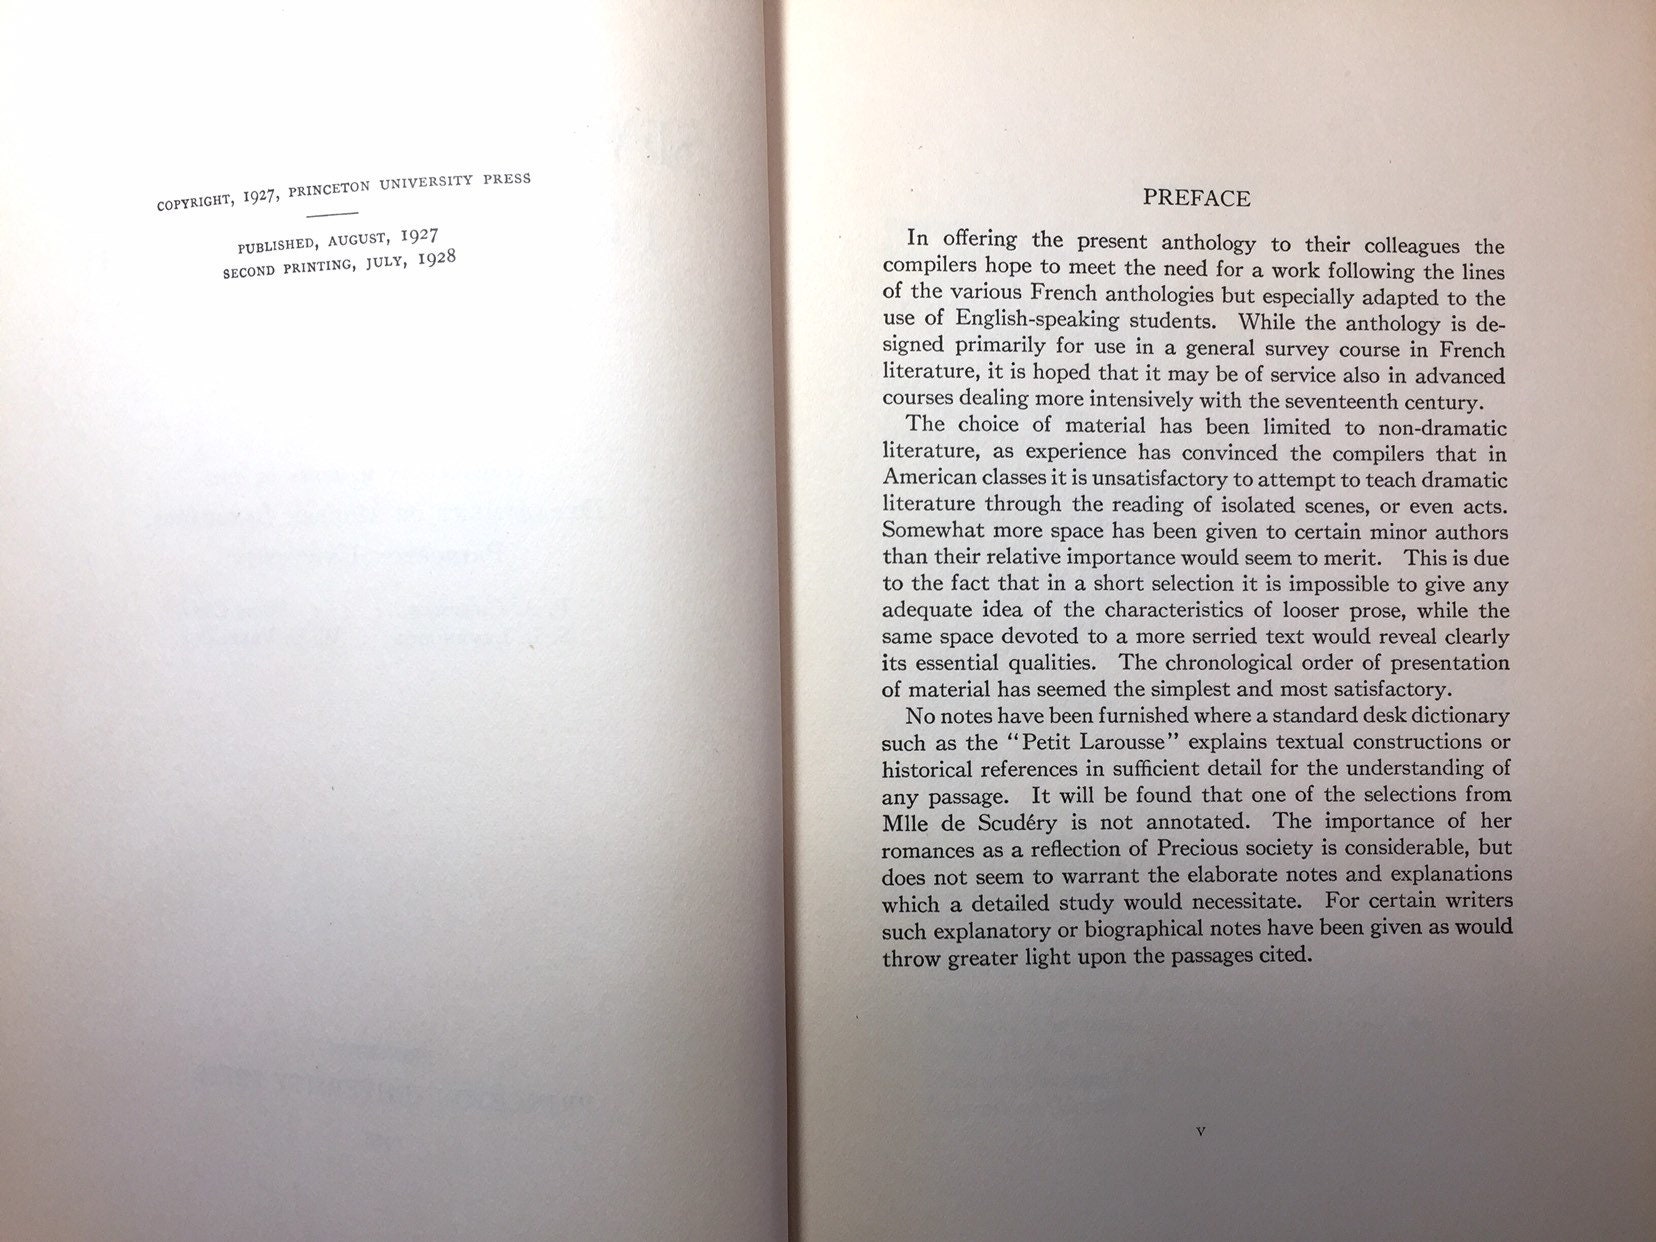 COPYRIGHT, 1927, PRINCETON UNIVERSITY PRESS
PUBLISHED, AUGUST, 1927
SECOND PRINTING, JULY, 1928
PREFACE
In offering the present anthology to their colleagues the
compilers hope to meet the need for a work following the lines
of the various French anthologies but especially adapted to the
use of English-speaking students. While the anthology is de-
signed primarily for use in a general survey course in French
literature, it is hoped that it may be of service also in advanced
courses dealing more intensively with the seventeenth century.
The choice of material has been limited to non-dramatic
literature, as experience has convinced the compilers that in
American classes it is unsatisfactory to attempt to teach dramatic
literature through the reading of isolated scenes, or even acts.
Somewhat more space has been given to certain minor authors
than their relative importance would seem to merit. This is due
to the fact that in a short selection it is impossible to give any
adequate idea of the characteristics of looser prose, while the
same space devoted to a more serried text would reveal clearly
its essential qualities. The chronological order of presentation
of material has seemed the simplest and most satisfactory.
No notes have been furnished where a standard desk dictionary
such as the "Petit Larousse" explains textual constructions or
historical references in sufficient detail for the understanding of
any passage. It will be found that one of the selections from
Mlle de Scudéry is not annotated. The importance of her
romances as a reflection of Precious society is considerable, but
does not seem to warrant the elaborate notes and explanations
which a detailed study would necessitate. For certain writers
such explanatory or biographical notes have been given as would
throw greater light upon the passages cited.
v